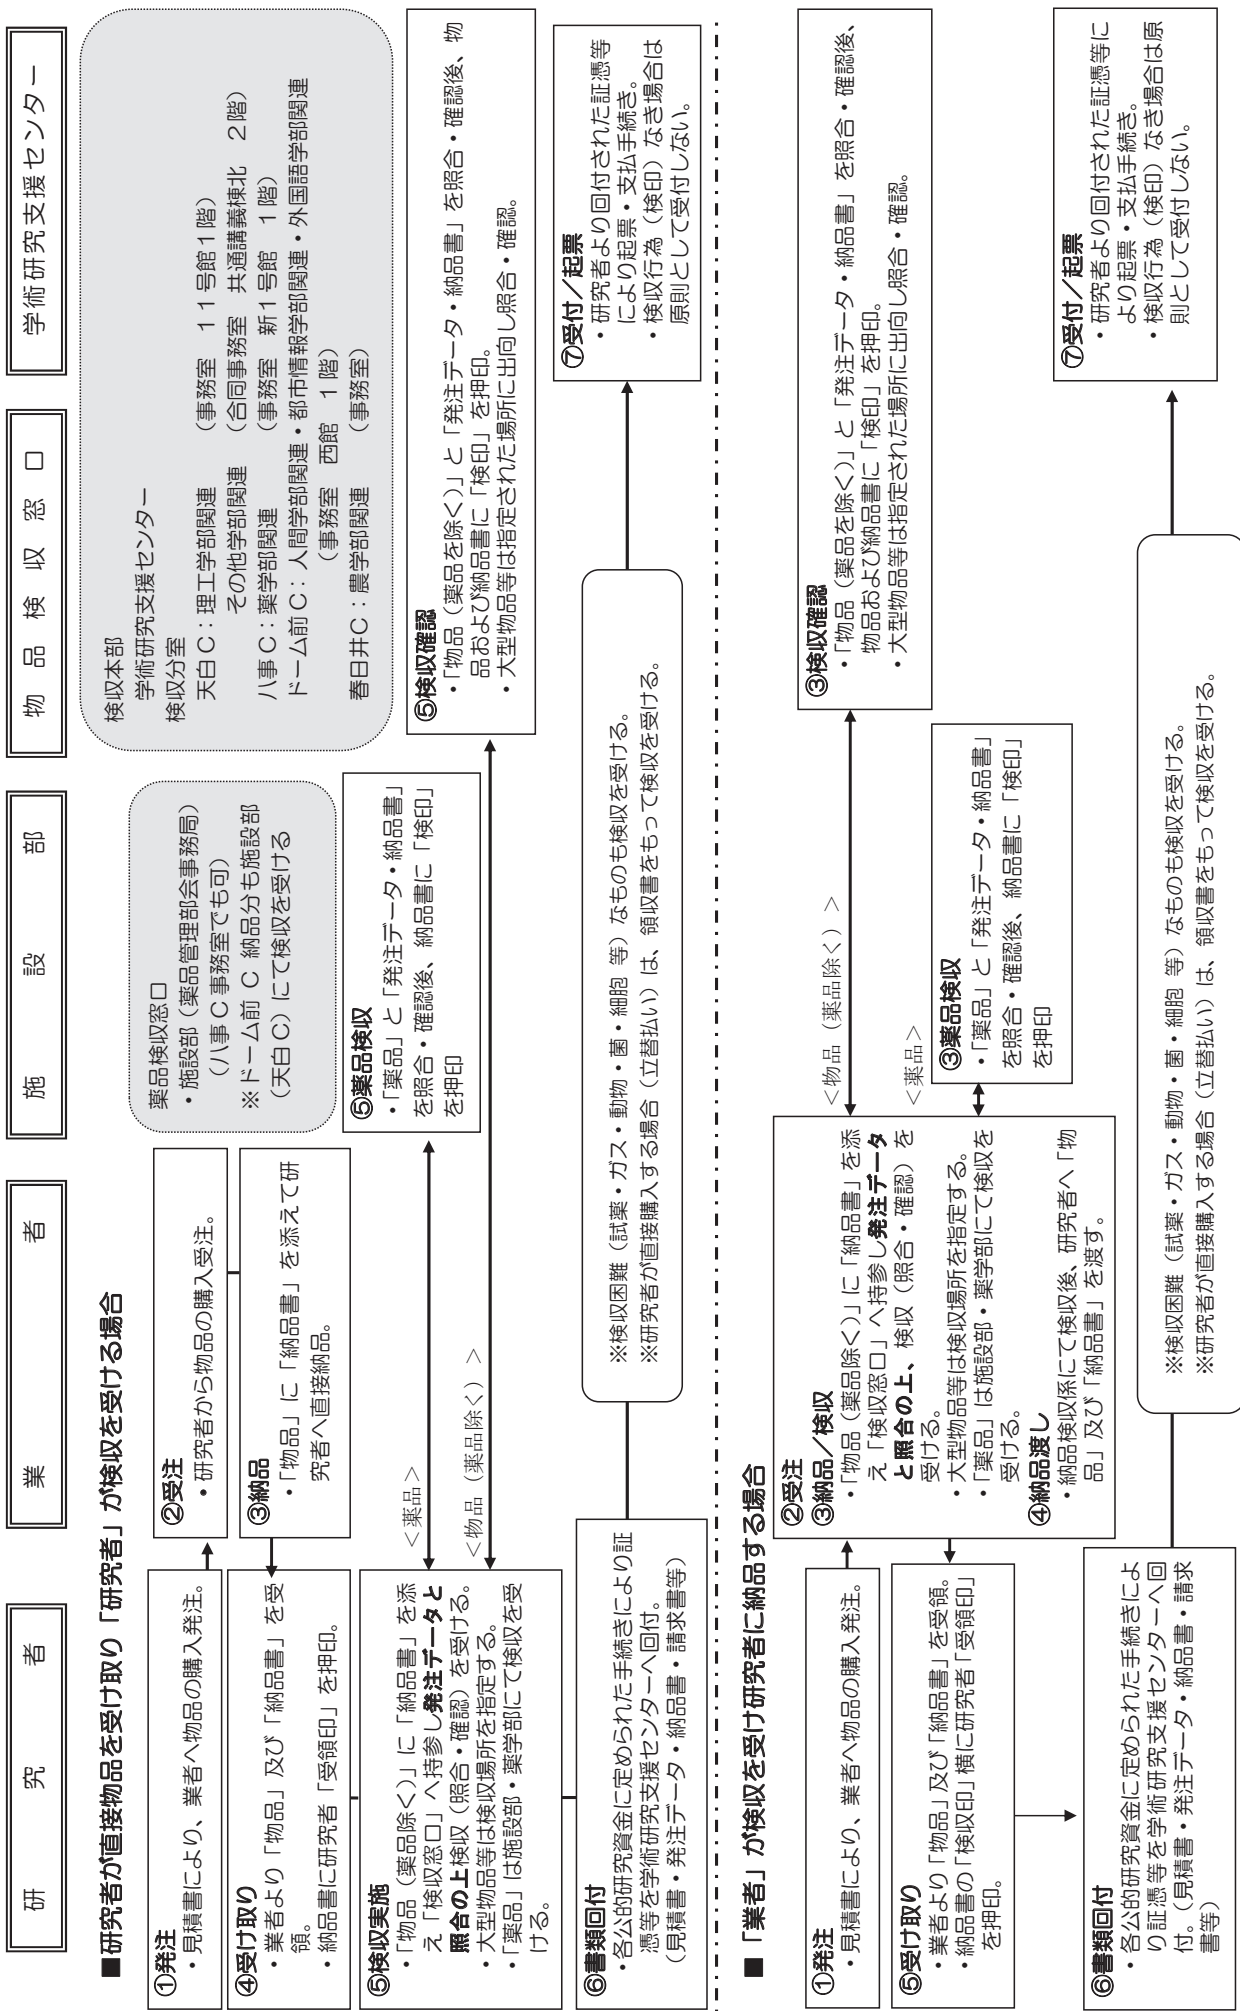 研究者
業者
施設部
物品検収窓口
学術研究支援センター
■研究者が直接物品を受け取り「研究者」が検収を受ける場合
①発注
・見積書により、業者へ物品の購入発注。
②受注
・研究者から物品の購入受注。
③納品
・「物品」に「納品書」を添えて研
究者へ直接納品。
④受け取り
・業者より「物品」及び「納品書」を受
領。
・納品書に研究者「受領印」を押印。
⑤検収実施
・「物品（薬品除く）」に「納品書」を添
え「検収窓口」へ持参し発注データと
照合の上検収（照合・確認）を受ける。
・大型物品等は検収場所を指定する。
・「薬品」は施設部・薬学部にて検収を受
ける。
＜薬品＞
＜物品（薬品除く）＞
薬品検収窓口
・施設部（薬品管理部会事務局）
（八事C事務室でも可）
※ドーム前 C 納品分も施設部
（天白C）にて検収を受ける
⑤薬品検収
・「薬品」と「発注データ・納品書」
を照合・確認後、納品書に「検印」
を押印
検収本部
学術研究支援センター
検収分室
天白C：理工学部関連 （事務室 11号館1階）
その他学部関連 （合同事務室 共通講義棟北 2階）
八事C：薬学部関連 （事務室 新1号館 1階）
ドーム前C：人間学部関連・都市情報学部関連・外国語学部関連
（事務室 西館 1階）
春日井C：農学部関連 （事務室）
⑤検収確認
・「物品（薬品を除く）」と「発注データ・納品書」を照合・確認後、物
品および納品書に「検印」を押印。
・大型物品等は指定された場所に出向し照合・確認。
⑥書類回付
・各公的研究資金に定められた手続きにより証
憑等を学術研究支援センターへ回付。
（見積書・発注データ・納品書・請求書等）
※検収困難（試薬・ガス・動物・菌・細胞 等）なものも検収を受ける。
※研究者が直接購入する場合（立替払い）は、領収書をもって検収を受ける。
⑦受付／起票
・研究者より回付された証憑等
により起票・支払手続き。
・検収行為（検印）なき場合は
原則として受付しない。
■「業者」が検収を受け研究者に納品する場合
①発注
・見積書により、業者へ物品の購入発注。
②受注
③納品／検収
・「物品（薬品除く）」に「納品書」を添
え「検収窓口」へ持参し発注データ
と照合の上、検収（照合・確認）を
受ける。
・大型物品等は検収場所を指定する。
・「薬品」は施設部・薬学部にて検収を
受ける。
④納品渡し
・納品検収係にて検収後、研究者へ「物
品」及び「納品書」を渡す。
＜物品（薬品除く）＞
＜薬品＞
③薬品検収
・「薬品」と「発注データ・納品書」
を照合・確認後、納品書に「検印」
を押印
③検収確認
・「物品（薬品を除く）」と「発注データ・納品書」を照合・確認後、
物品および納品書に「検印」を押印。
・大型物品等は指定された場所に出向し照合・確認。
⑤受け取り
・業者より「物品」及び「納品書」を受領。
・納品書の「検収印」横に研究者「受領印」
を押印。
⑥書類回付
・各公的研究資金に定められた手続きによ
り証憑等を学術研究支援センターへ回
付。（見積書・発注データ・納品書・請求
書等）
※検収困難（試薬・ガス・動物・菌・細胞 等）なものも検収を受ける。
※研究者が直接購入する場合（立替払い）は、領収書をもって検収を受ける。
⑦受付／起票
・研究者より回付された証憑等に
より起票・支払手続き。
・検収行為（検印）なき場合は原
則として受付しない。